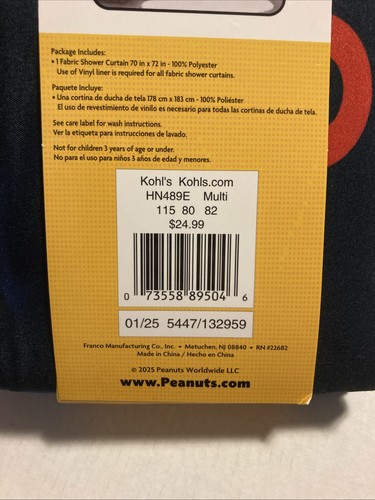 Package Includes:
• 1 Fabric Shower Curtain 70 in x 72 in - 100% Polyester
Use of Vinyl liner is required for all fabric shower curtains.
Paquete Incluye:
• Una cortina de ducha de tela 178 cm x 183 cm - 100% Poliéster
El uso de revestimiento de vinilo es necesario para todas las cortinas de ducha de tela.
See care label for wash instructions.
Ver la etiqueta para instrucciones de lavado.
Not for children 3 years of age or under.
No para el uso para niños 3 años de edad y menores.
Kohl's Kohls.com
HN489E Multi
115 80 82
$24.99
0 73558 89504 6
01/25 5447/132959
Franco Manufacturing Co., Inc. • Metuchen, NJ 08840 • RN #22682
Made in China / Hecho en China
© 2025 Peanuts Worldwide LLC
www.Peanuts.com